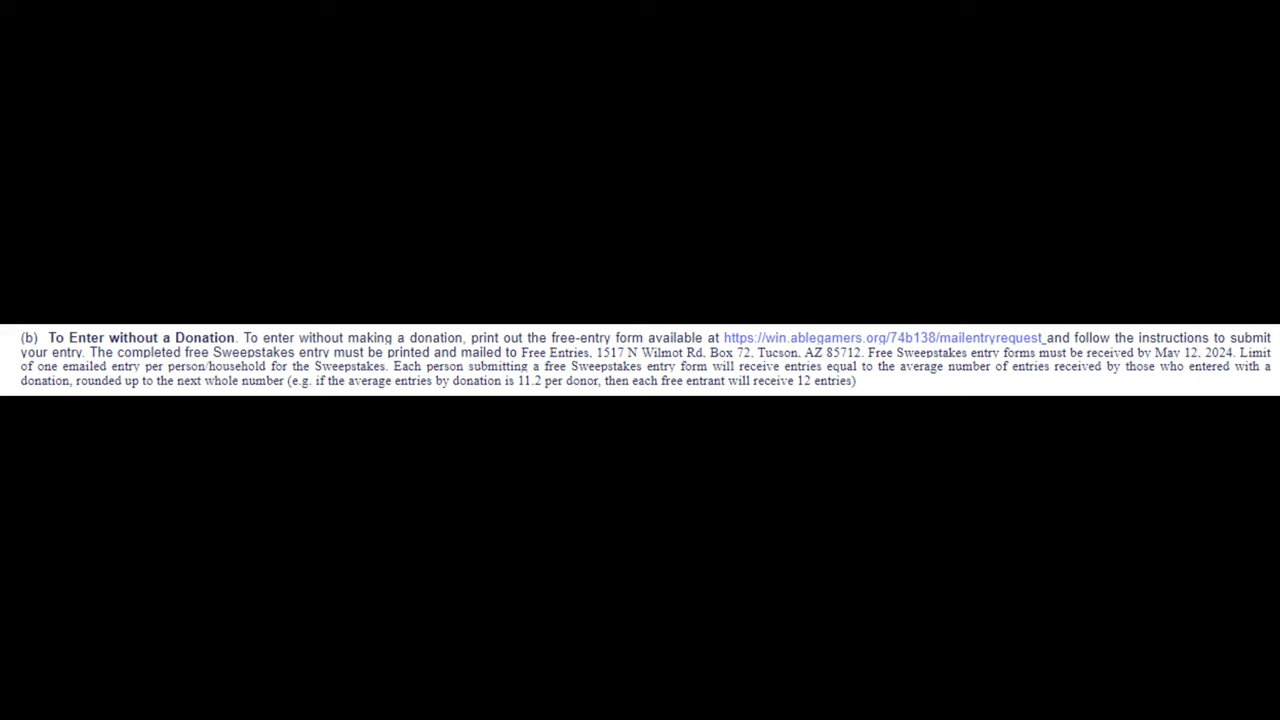 (b) To Enter without a Donation. To enter without making a donation, print out the free-entry form available at https://win.ablegamers.org/74b138/mailentryrequest and follow the instructions to submit
your entry. The completed free Sweepstakes entry must be printed and mailed to Free Entries, 1517 N Wilmot Rd. Box 72, Tucson, AZ 85712. Free Sweepstakes entry forms must be received by May 12, 2024. Limit
of one emailed entry per person/household for the Sweepstakes. Each person submitting a free Sweepstakes entry form will receive entries equal to the average number of entries received by those who entered with a
donation, rounded up to the next whole number (e.g. if the average entries by donation is 11.2 per donor, then each free entrant will receive 12 entries)